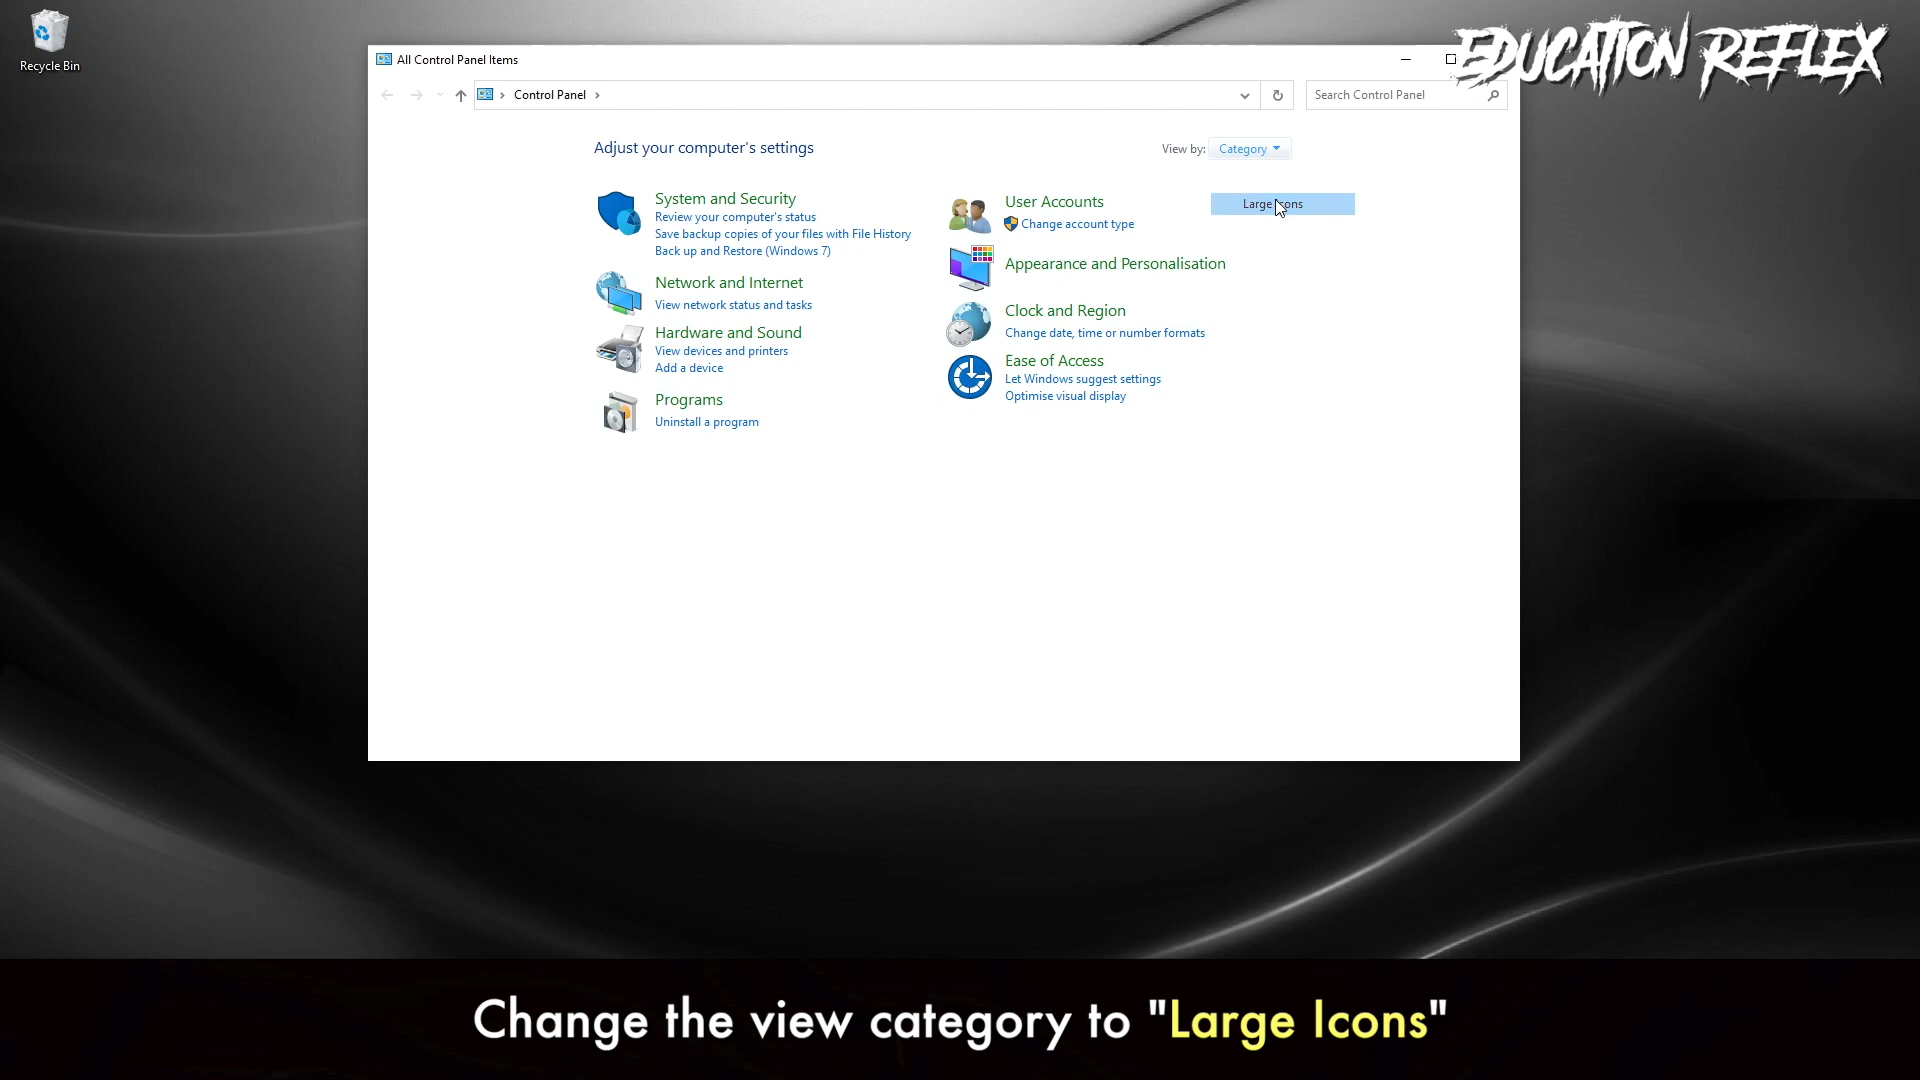 Recycle Bin
EDUCATION REFLEX
All Control Panel Items
Control Panel
Search Control Panel
Adjust your computer's settings
View by: Category
System and Security
Review your computer's status
Save backup copies of your files with File History
Back up and Restore (Windows 7)
Network and Internet
View network status and tasks
Hardware and Sound
View devices and printers
Add a device
Programs
Uninstall a program
User Accounts
Change account type
Large icons
Appearance and Personalisation
Clock and Region
Change date, time or number formats
Ease of Access
Let Windows suggest settings
Optimise visual display
Change the view category to "Large Icons"